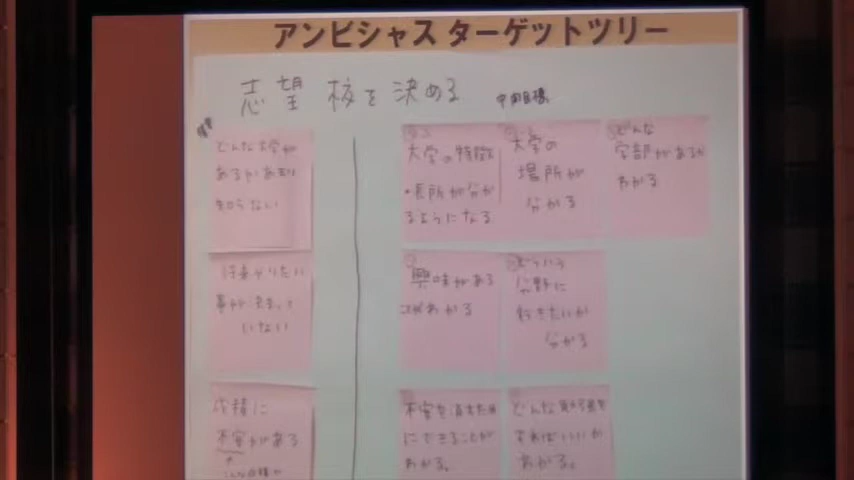 アンビシャス ターゲットツリー
志望校を決める
中間目標
障害
どんな大学が
あるかあまり
知らない
将来やりたい
事が決まって
いない
成績に
不安がある
大学の特徴
・長所が分か
るようになる
大学の
場所が
分かる
どんな
学部があるか
わかる
興味がある
ことがわかる
どういう
分野に
行きたいか
分かる
不安を消すため
にできることが
わかる。
どんな勉強を
すればいいか
わかる。